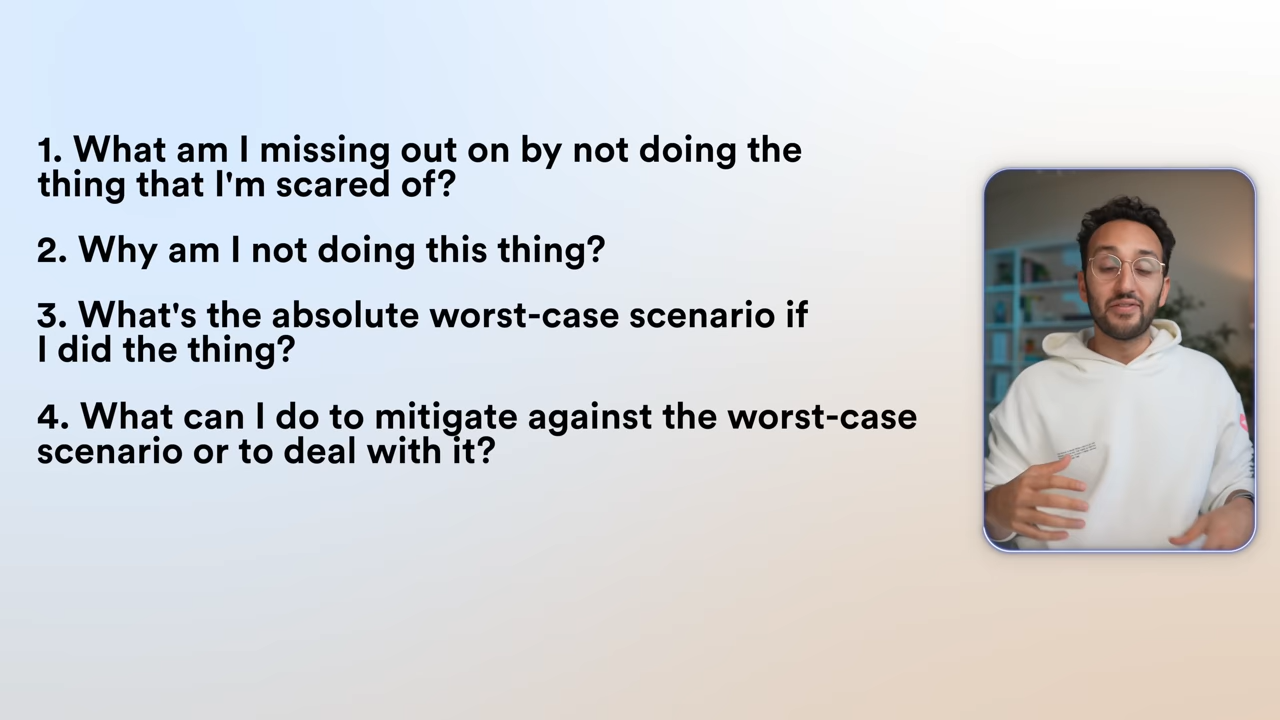 1. What am I missing out on by not doing the
thing that I'm scared of?
2. Why am I not doing this thing?
3. What's the absolute worst-case scenario if
I did the thing?
4. What can I do to mitigate against the worst-case
scenario or to deal with it?